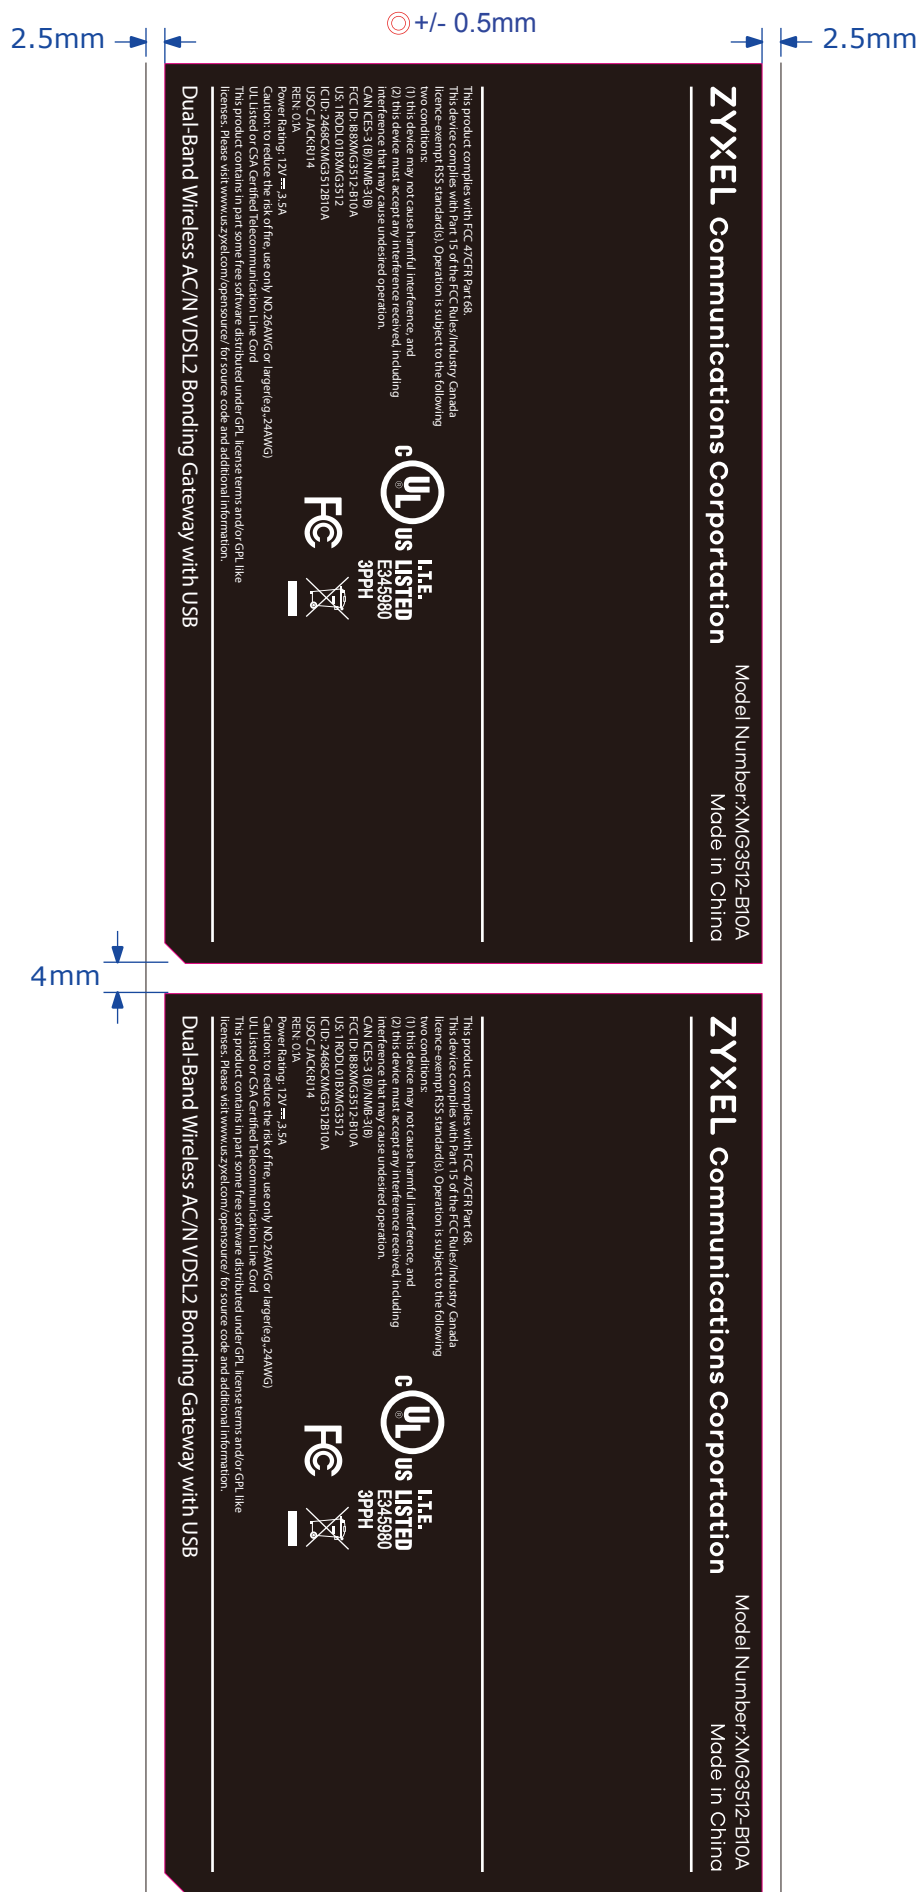 +/- 0.5mm
2.5mm
2.5mm
ZYXEL Communications Corportation
Model Number:XMG3512-B10A
Made in China
This product complies with FCC 47CFR Part 68.
This device complies with Part 15 of the FCC Rules/Industry Canada
licence-exempt RSS standard(s). Operation is subject to the following
two conditions:
(1) this device may not cause harmful interference, and
(2) this device must accept any interference received, including
interference that may cause undesired operation.
CAN ICES-3 (B)/NMB-3(B)
FCC ID: I88XMG3512-B10A
US: 1RODL01BXMG3512
IC ID: 2468CXMG3512B10A
USOC JACK:RJ14
REN: 0.1A
Power Rating: 12V ⎓ ,3.5A
Caution: to reduce the risk of fire, use only NO.26AWG or larger(e.g.,24AWG)
UL Listed or CSA Certified Telecommunication Line Cord
This product contains in part some free software distributed under GPL license terms and/or GPL like
licenses. Please visit www.us.zyxel.com/opensource/ for source code and additional information.
C UL ® US
I.T.E.
LISTED
E345980
3PPH
FC
Dual-Band Wireless AC/N VDSL2 Bonding Gateway with USB
4mm
ZYXEL Communications Corportation
Model Number:XMG3512-B10A
Made in China
This product complies with FCC 47CFR Part 68.
This device complies with Part 15 of the FCC Rules/Industry Canada
licence-exempt RSS standard(s). Operation is subject to the following
two conditions:
(1) this device may not cause harmful interference, and
(2) this device must accept any interference received, including
interference that may cause undesired operation.
CAN ICES-3 (B)/NMB-3(B)
FCC ID: I88XMG3512-B10A
US: 1RODL01BXMG3512
IC ID: 2468CXMG3512B10A
USOC JACK:RJ14
REN: 0.1A
Power Rating: 12V ⎓ ,3.5A
Caution: to reduce the risk of fire, use only NO.26AWG or larger(e.g.,24AWG)
UL Listed or CSA Certified Telecommunication Line Cord
This product contains in part some free software distributed under GPL license terms and/or GPL like
licenses. Please visit www.us.zyxel.com/opensource/ for source code and additional information.
C UL ® US
I.T.E.
LISTED
E345980
3PPH
FC
Dual-Band Wireless AC/N VDSL2 Bonding Gateway with USB